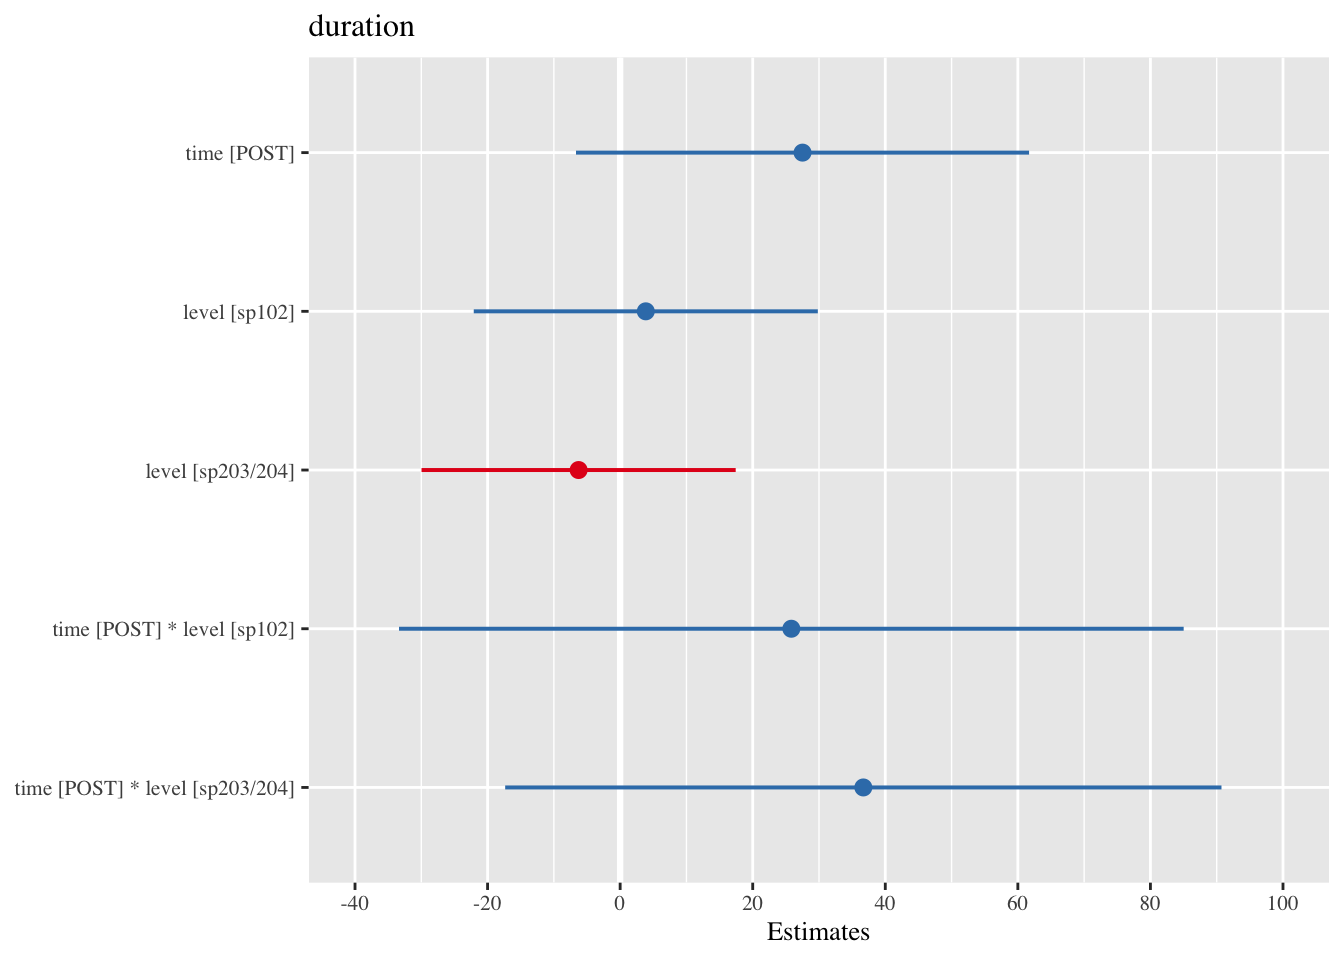 duration
time [POST]
level [sp102]
level [sp203/204]
time [POST] * level [sp102]
time [POST] * level [sp203/204]
-40 -20 0 20 40 60 80 100
Estimates